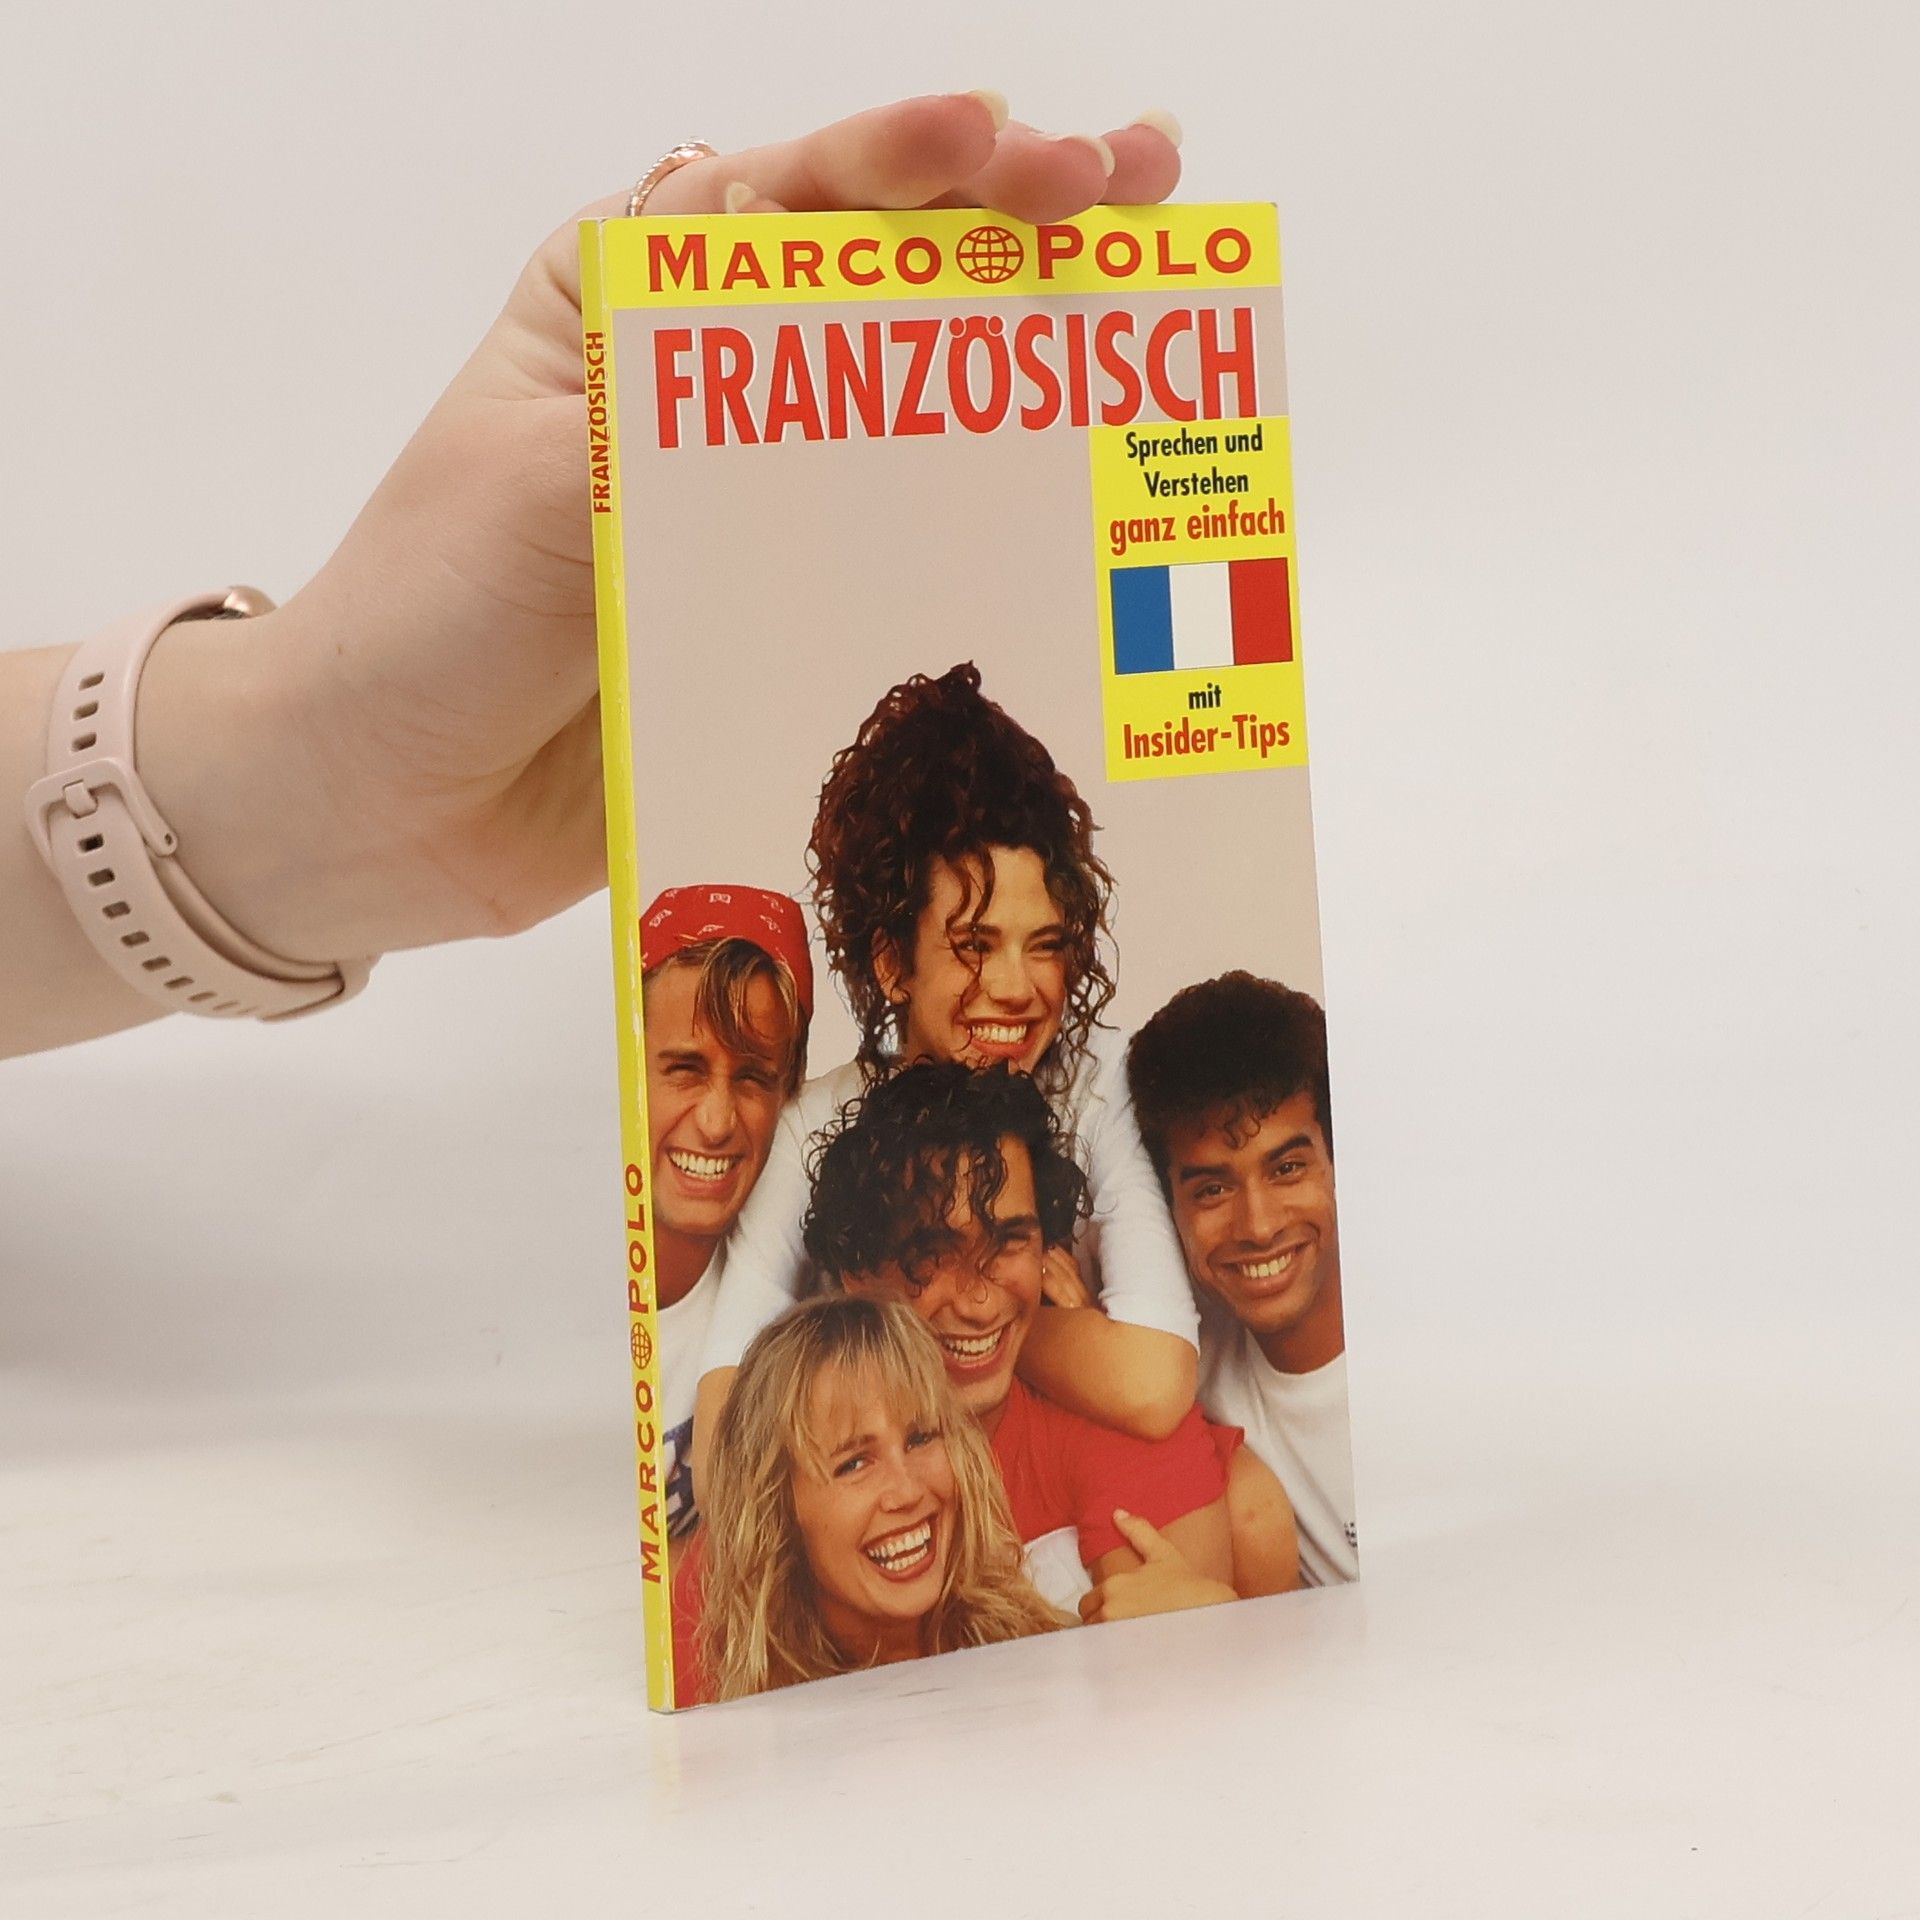 MARCO POLO
FRANZÖSISCH
Sprechen und
Verstehen
ganz einfach
mit
Insider-Tips
FRANZÖSISCH
MARCO POLO